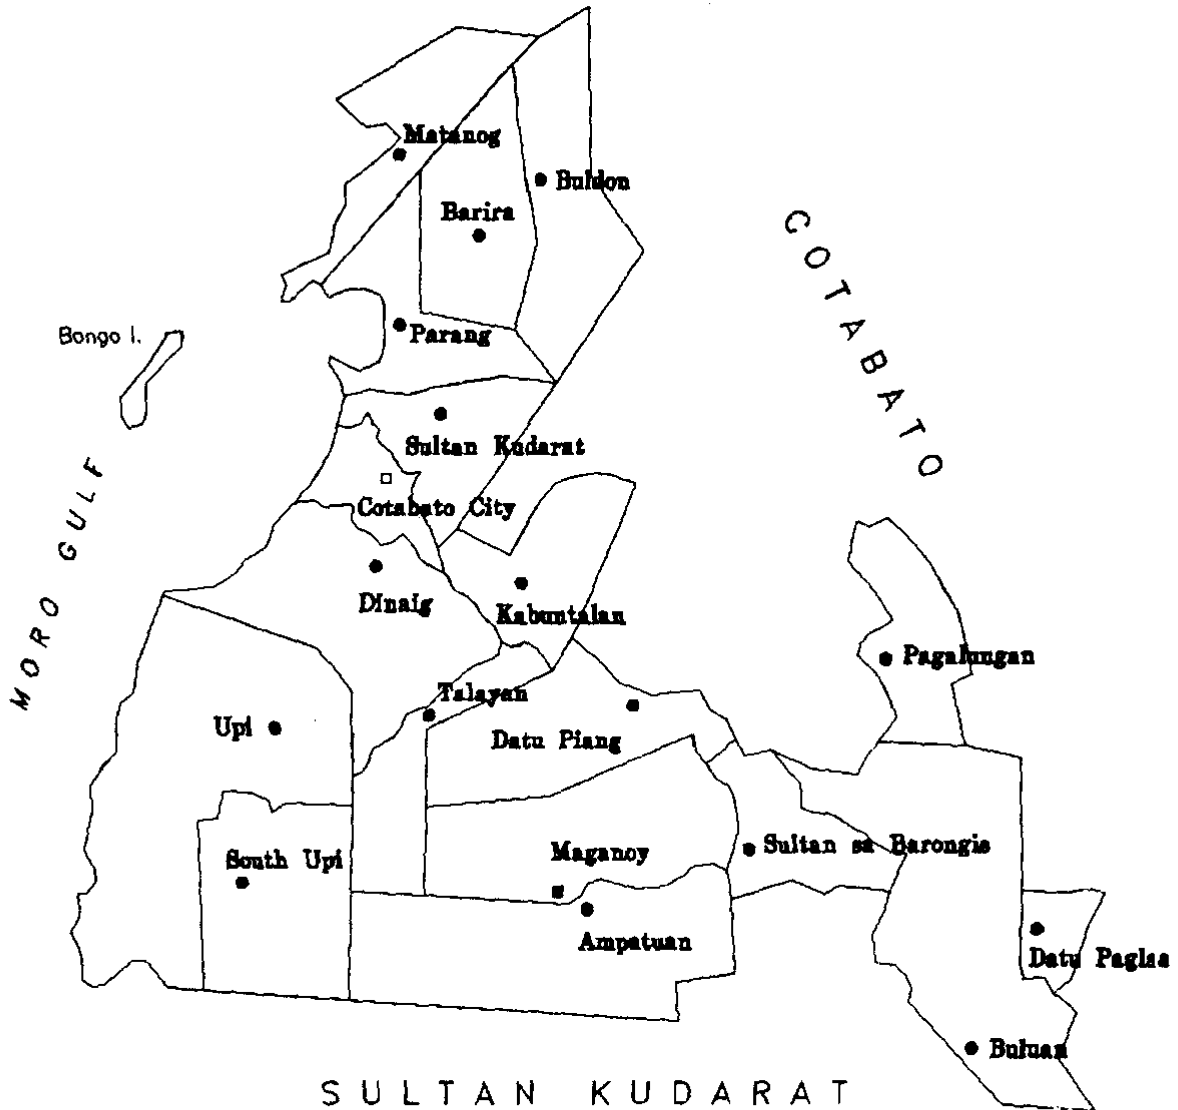 Matanog
Buldon
Barira
COTABATO
Bongo I.
Parang
Sultan Kudarat
Cotabato City
MORO GULF
Dinaig
Kabuntalan
Pagalungan
Talayan
Upi
Datu Piang
Sultan sa Barongis
Maganoy
South Upi
Ampatuan
Datu Paglas
Buluan
SULTAN KUDARAT